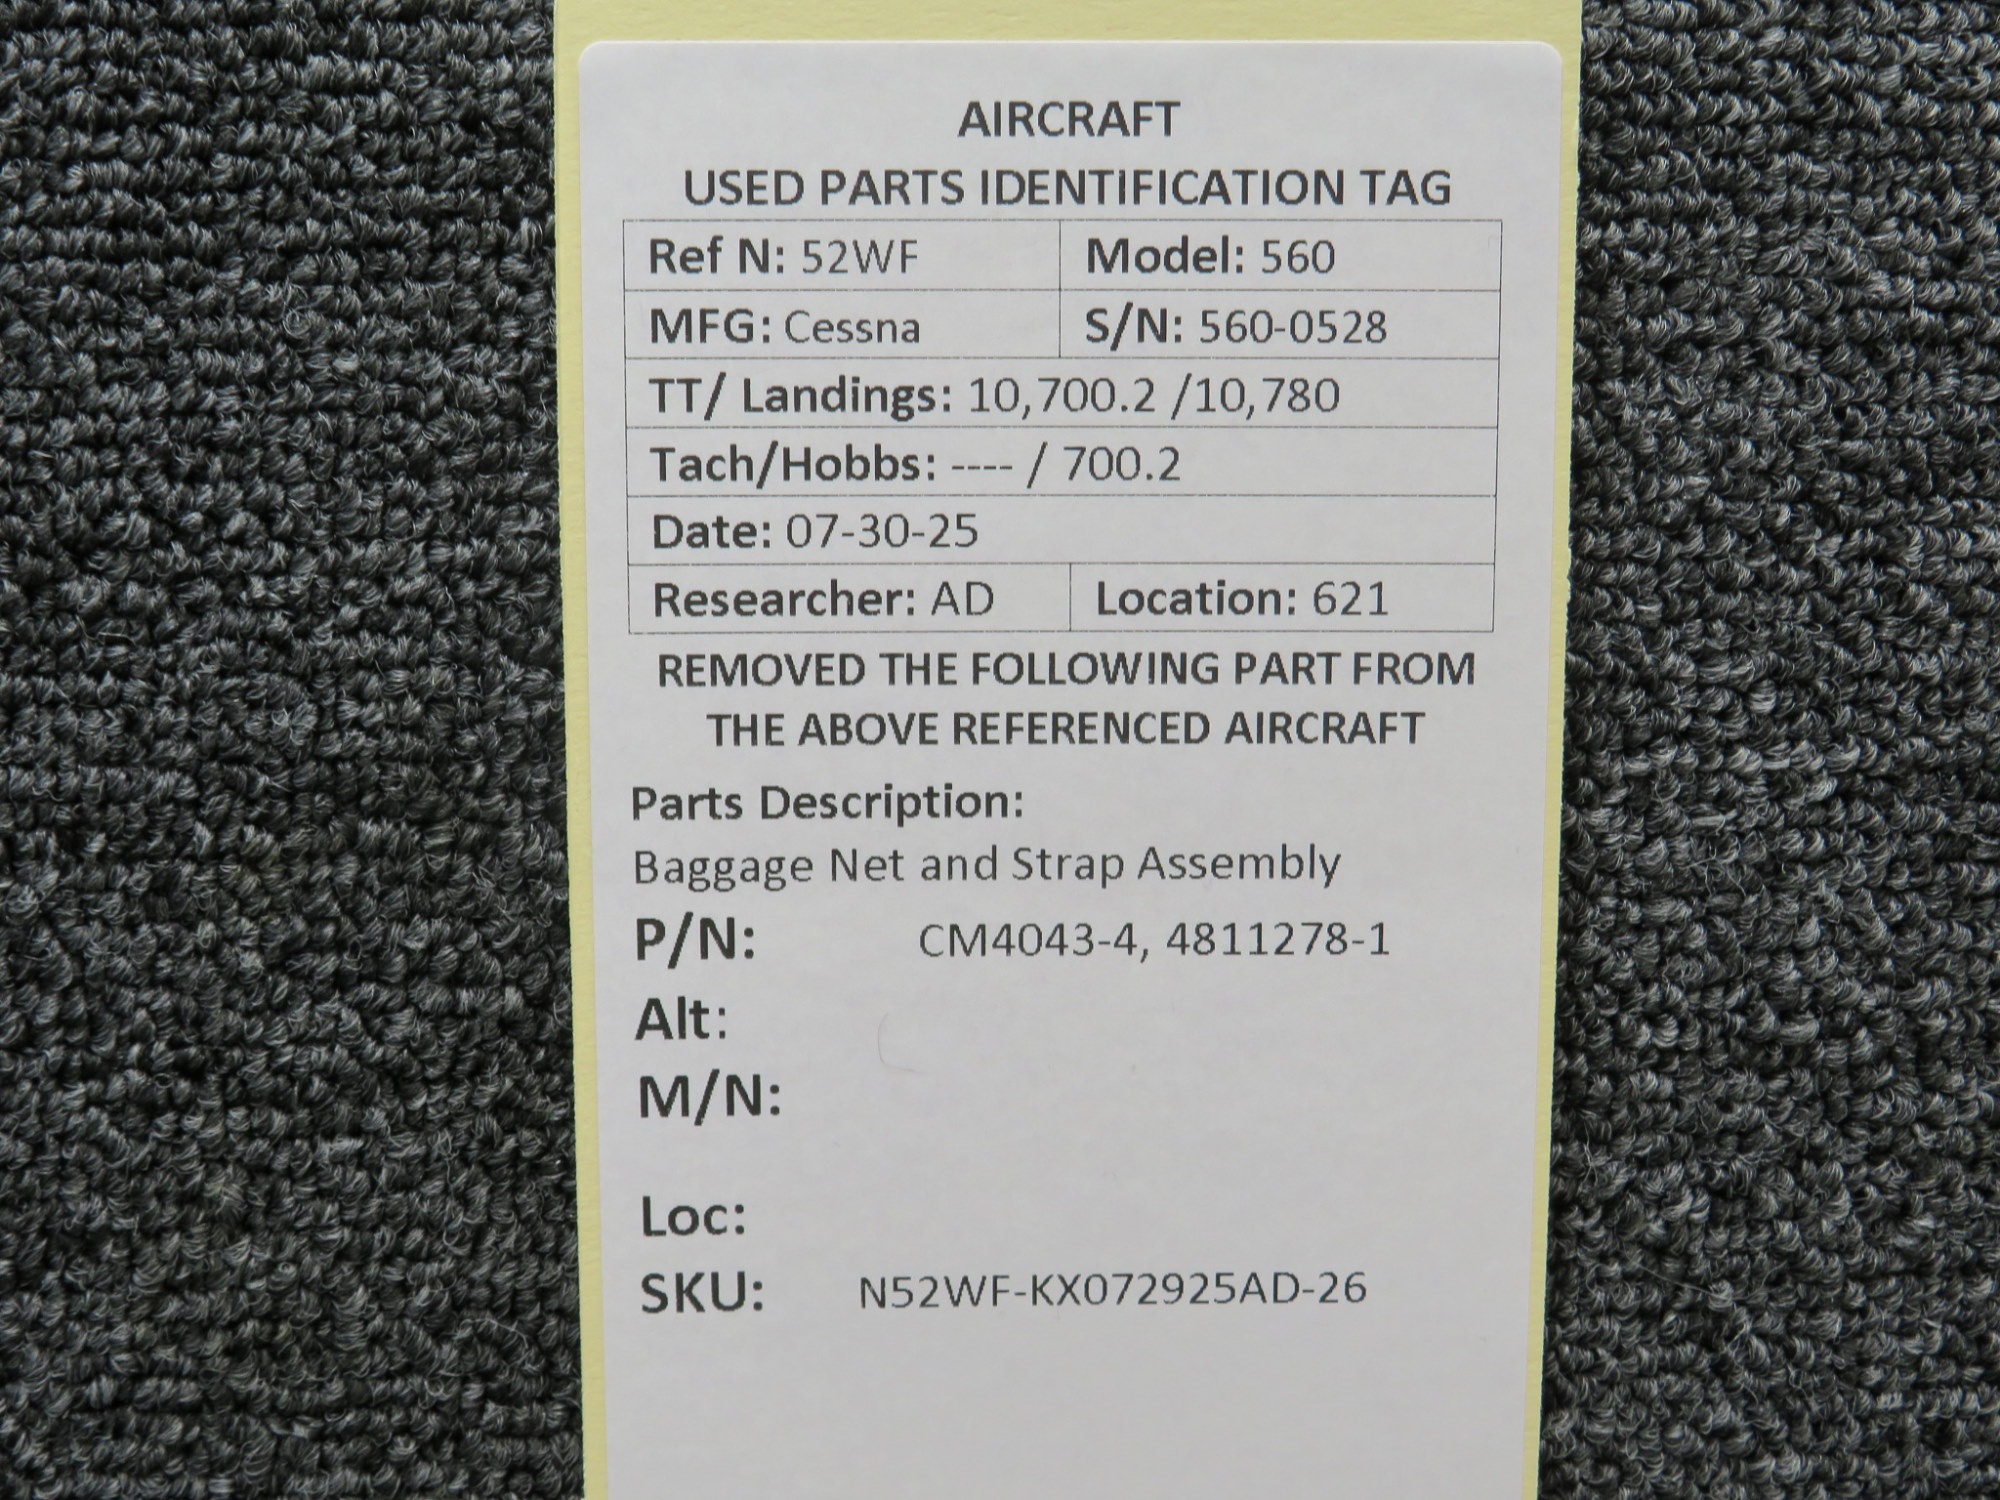 AIRCRAFT
USED PARTS IDENTIFICATION TAG
Ref N: 52WF Model: 560
MFG: Cessna S/N: 560-0528
TT/ Landings: 10,700.2 /10,780
Tach/Hobbs: ---- / 700.2
Date: 07-30-25
Researcher: AD Location: 621
REMOVED THE FOLLOWING PART FROM
THE ABOVE REFERENCED AIRCRAFT
Parts Description:
Baggage Net and Strap Assembly
P/N: CM4043-4, 4811278-1
Alt:
M/N:
Loc:
SKU: N52WF-KX072925AD-26